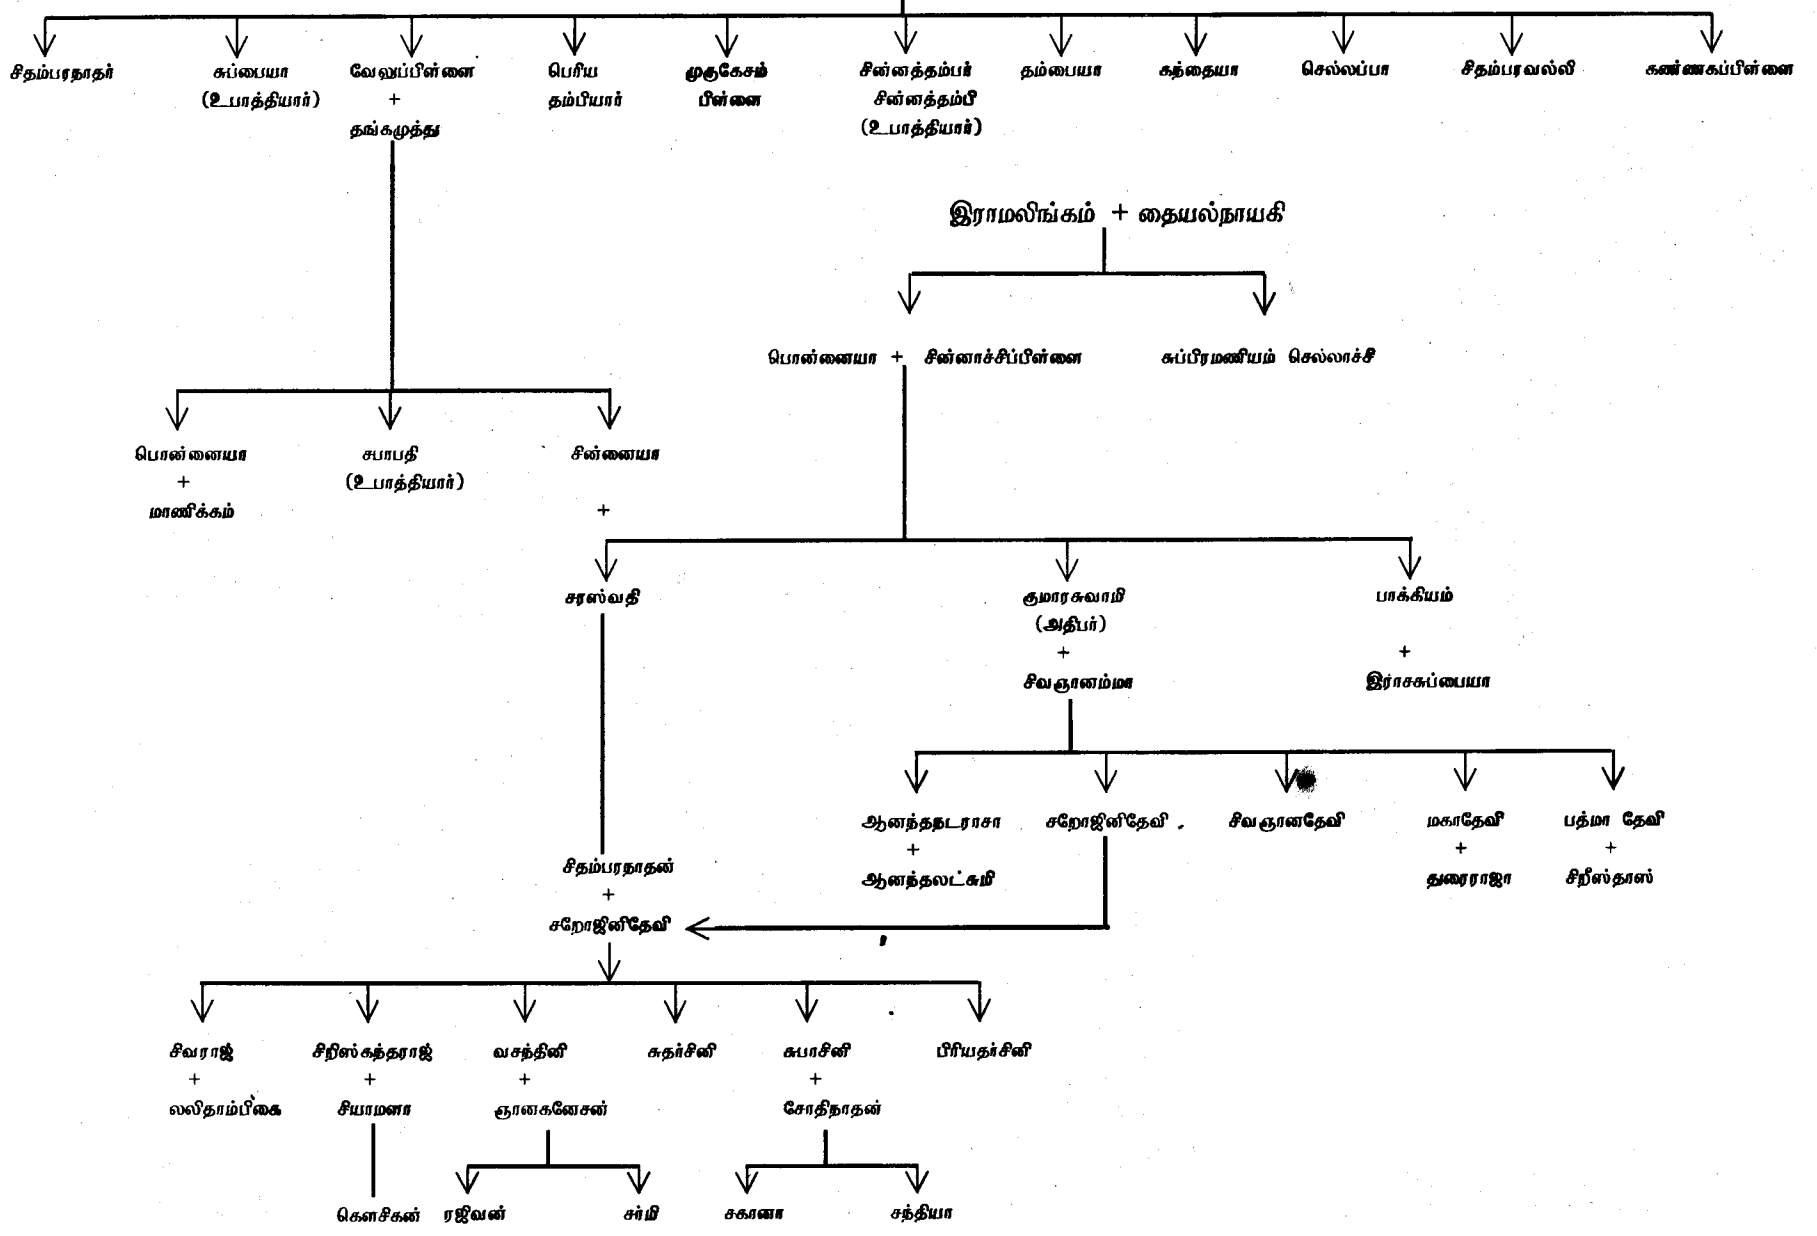 சிதம்பரநாதர் சுப்பையா வேலுப்பிள்ளை பெரிய முருகேசம் சின்னத்தம்பர் தம்பையா கந்தையா செல்லப்பா சிதம்பரவல்லி கண்ணகப்பிள்ளை
(உபாத்தியார்) + தம்பியார் பிள்ளை சின்னத்தம்பி
தங்கமுத்து (உபாத்தியார்)
இராமலிங்கம் + தையல்நாயகி
பொன்னையா + சின்னாச்சிப்பிள்ளை சுப்பிரமணியம் செல்லாச்சி
பொன்னையா சபாபதி சின்னையா
+ (உபாத்தியார்)
மாணிக்கம் +
சரஸ்வதி குமாரசுவாமி பாக்கியம்
(அதிபர்)
+ +
சிவஞானம்மா இராசசுப்பையா
ஆனந்தநடராசா சறோஜினிதேவி சிவஞானதேவி மகாதேவி பத்மா தேவி
+ + +
ஆனந்தலட்சுமி துரைராஜா சிறீஸ்தாஸ்
சிதம்பரநாதன்
+
சறோஜினிதேவி
சிவராஜ் சிறிஸ்கந்தராஜ் வசந்தினி சுதர்சினி சுபாசினி பிரியதர்சினி
+ + + +
லலிதாம்பிகை சியாமளா ஞானகனேசன் சோதிநாதன்
கௌசிகன் ரஜிவன் சர்மி சகானா சந்தியா